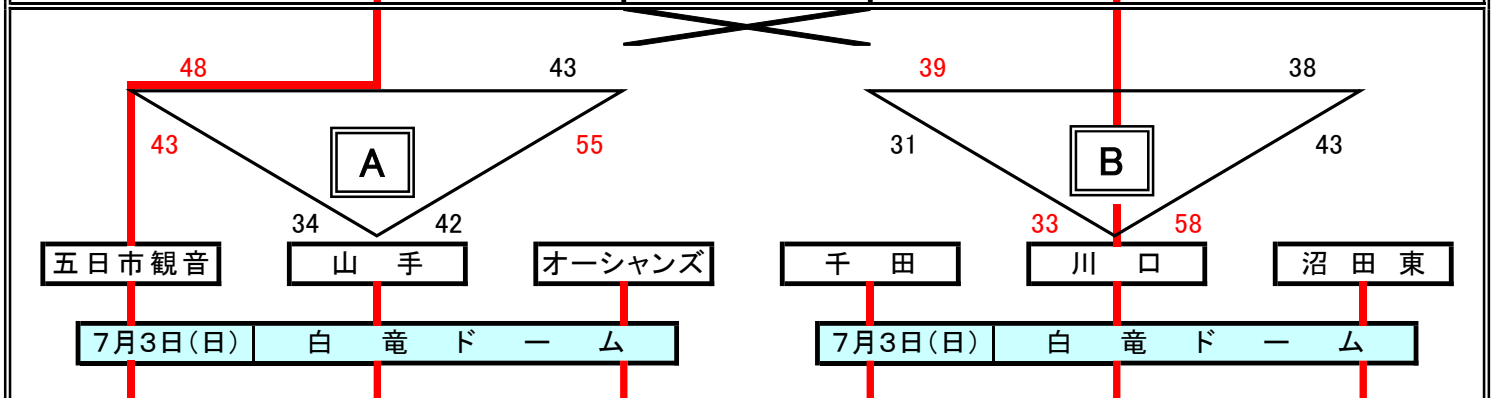 48 43 39 38
43 A 55 31 B 43
34 42 33 58
五日市観音 山手 オーシャンズ 千田 川口 沼田東
7月3日(日) 白竜ドーム 7月3日(日) 白竜ドーム